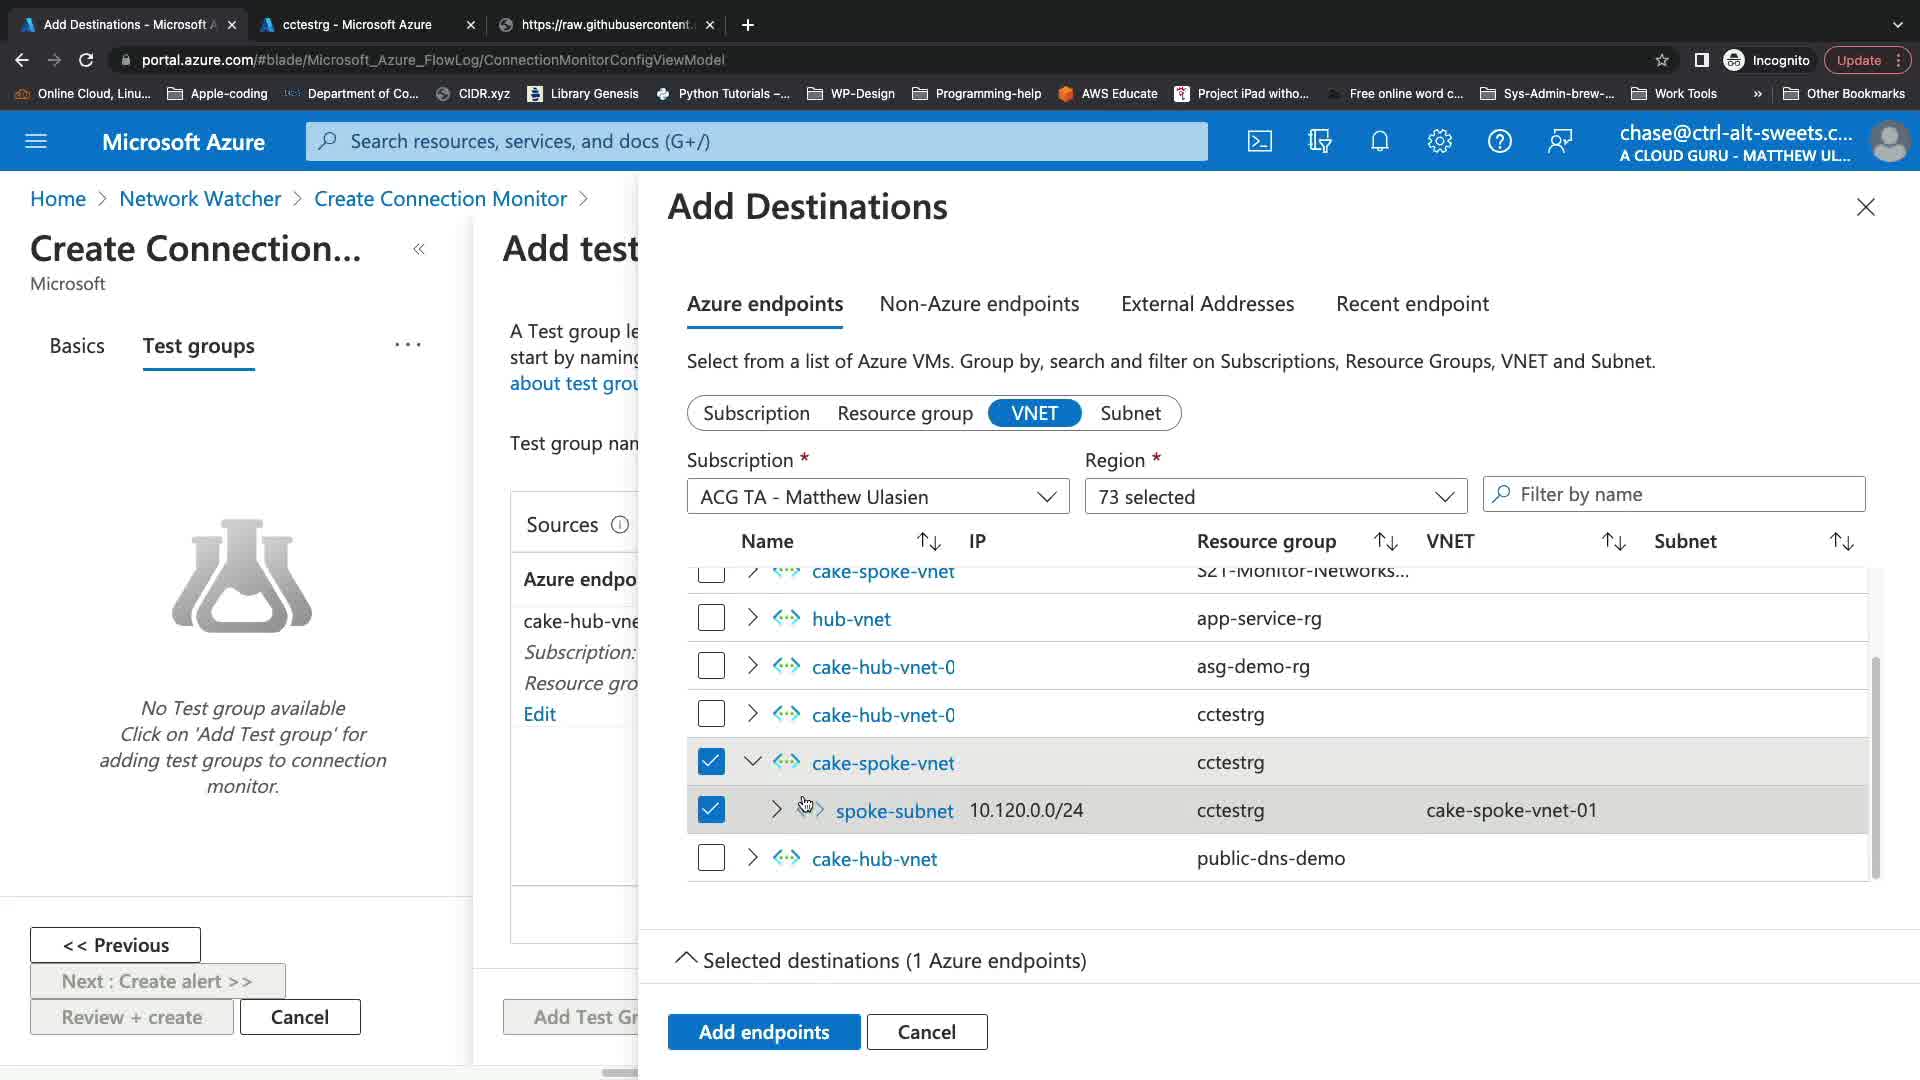 Add Destinations - Microsoft A
cctestrg - Microsoft Azure
https://raw.githubusercontent.
portal.azure.com/#blade/Microsoft_Azure_FlowLog/ConnectionMonitorConfigViewModel
Incognito
Update
Online Cloud, Linu...
Apple-coding
Department of Co...
CIDR.xyz
Library Genesis
Python Tutorials –...
WP-Design
Programming-help
AWS Educate
Project iPad witho...
Free online word c...
Sys-Admin-brew-...
Work Tools
»
Other Bookmarks
Microsoft Azure
Search resources, services, and docs (G+/)
chase@ctrl-alt-sweets.c...
A CLOUD GURU - MATTHEW UL...
Home > Network Watcher > Create Connection Monitor >
Create Connection...
«
Microsoft
Basics
Test groups
...
No Test group available
Click on 'Add Test group' for
adding test groups to connection
monitor.
<< Previous
Next : Create alert >>
Review + create
Cancel
Add test
A Test group le
start by naming
about test grou
Test group nam
Sources
Azure endpo
cake-hub-vne
Subscription:
Resource gro
Edit
Add Test Gr
Add Destinations
Azure endpoints
Non-Azure endpoints
External Addresses
Recent endpoint
Select from a list of Azure VMs. Group by, search and filter on Subscriptions, Resource Groups, VNET and Subnet.
Subscription
Resource group
VNET
Subnet
Subscription *
Region *
ACG TA - Matthew Ulasien
73 selected
Filter by name
Name IP Resource group VNET Subnet
cake-spoke-vnet S21-Monitor-Networks...
hub-vnet app-service-rg
cake-hub-vnet-0 asg-demo-rg
cake-hub-vnet-0 cctestrg
cake-spoke-vnet cctestrg
spoke-subnet 10.120.0.0/24 cctestrg cake-spoke-vnet-01
cake-hub-vnet public-dns-demo
Selected destinations (1 Azure endpoints)
Add endpoints
Cancel